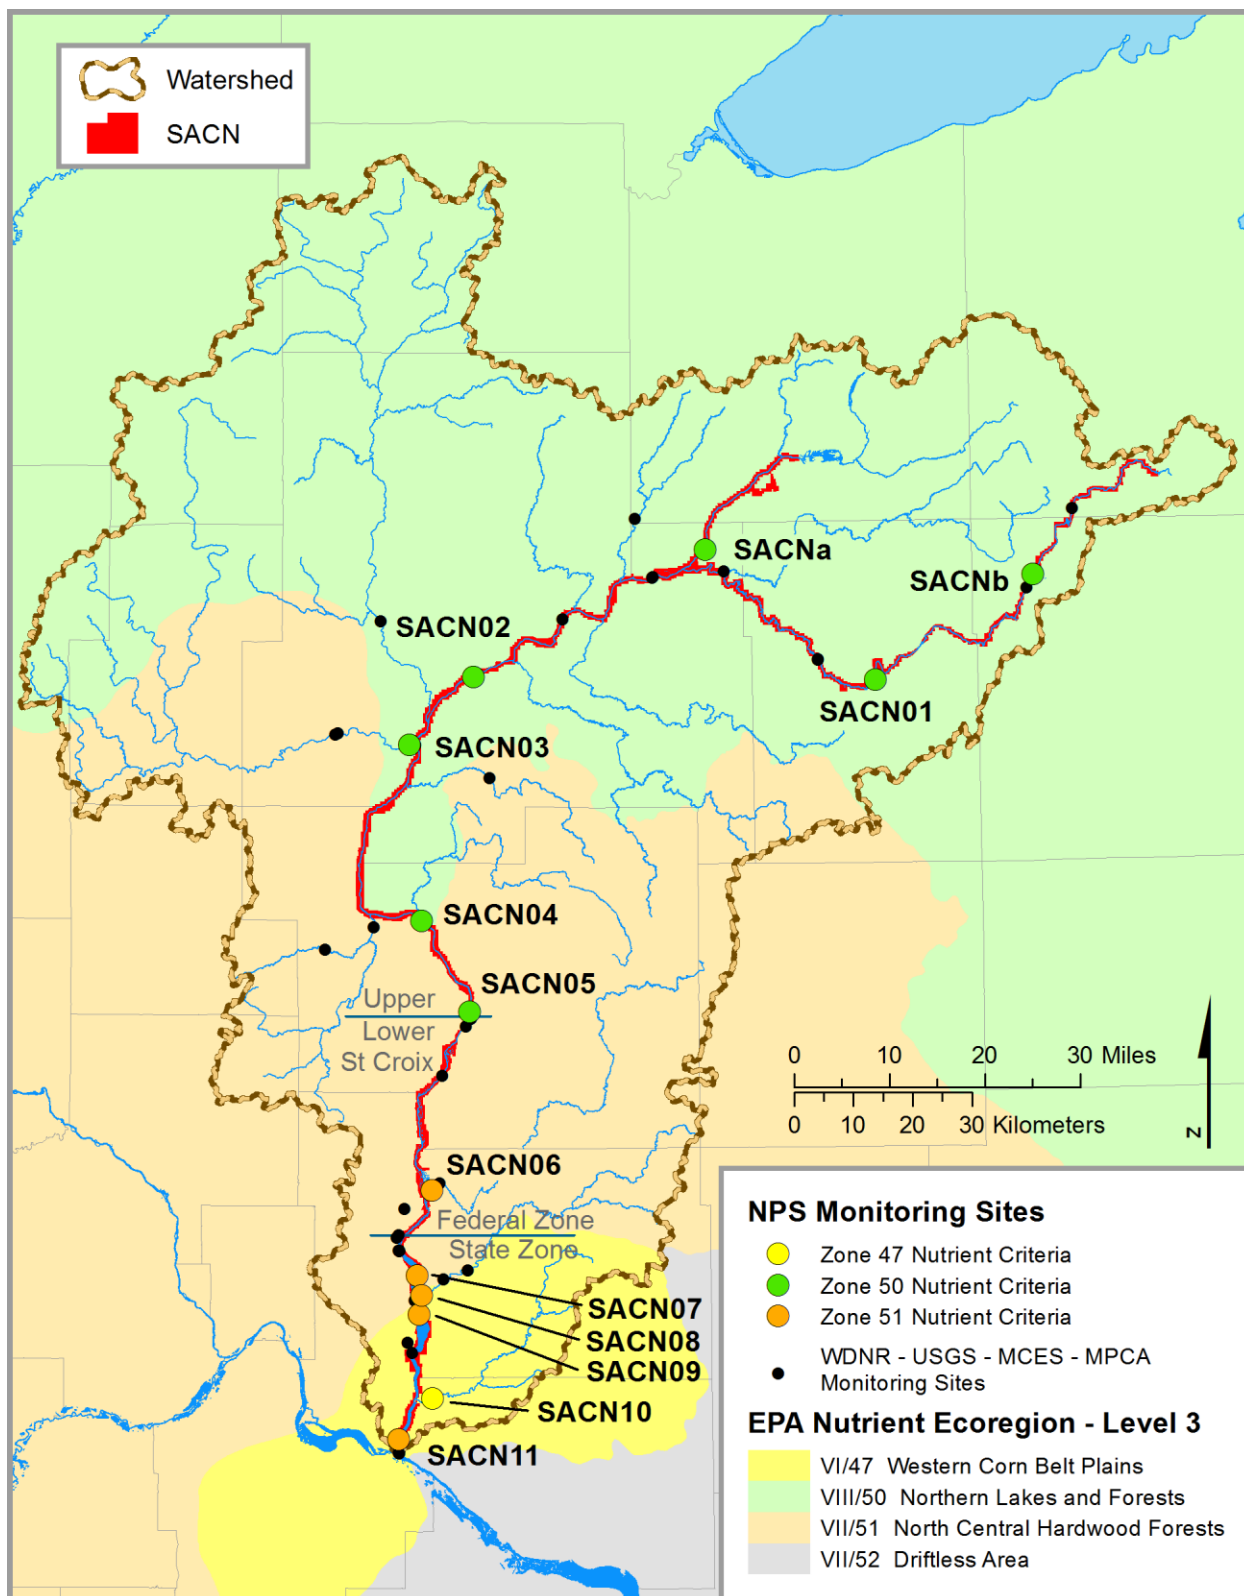 Watershed
SACN
SACNa
SACNb
SACN02
SACN01
SACN03
SACN04
SACN05
Upper
Lower
St Croix
0 10 20 30 Miles
0 10 20 30 Kilometers
N
SACN06
Federal Zone
State Zone
SACN07
SACN08
SACN09
SACN10
SACN11
NPS Monitoring Sites
Zone 47 Nutrient Criteria
Zone 50 Nutrient Criteria
Zone 51 Nutrient Criteria
WDNR - USGS - MCES - MPCA
Monitoring Sites
EPA Nutrient Ecoregion - Level 3
VI/47 Western Corn Belt Plains
VIII/50 Northern Lakes and Forests
VII/51 North Central Hardwood Forests
VII/52 Driftless Area